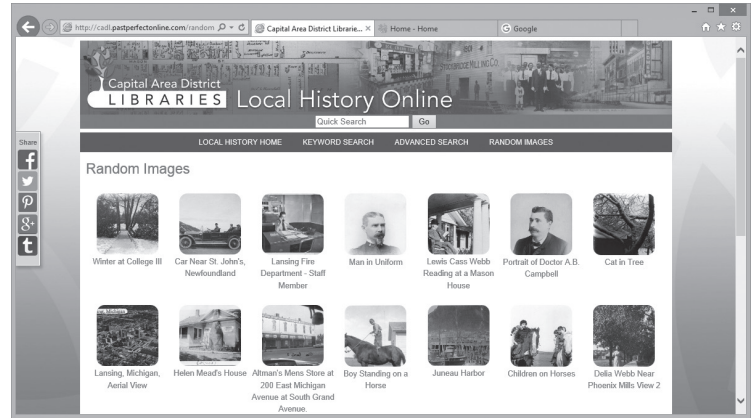 http://cadl.pastperfectonline.com/random
Capital Area District Librarie...
Home - Home
Google
STOCKBRIDGE MILLING Co
Capital Area District
LIBRARIES
Local History Online
Quick Search
Go
Share
LOCAL HISTORY HOME
KEYWORD SEARCH
ADVANCED SEARCH
RANDOM IMAGES
Random Images
Winter at College III
Car Near St. John's,
Newfoundland
Lansing Fire
Department - Staff
Member
Man in Uniform
Lewis Cass Webb
Reading at a Mason
House
Portrait of Doctor A.B.
Campbell
Cat in Tree
Lansing, Michigan,
Aerial View
Helen Mead's House
Altman's Mens Store at
200 East Michigan
Avenue at South Grand
Avenue.
Boy Standing on a
Horse
Juneau Harbor
Children on Horses
Delia Webb Near
Phoenix Mills View 2